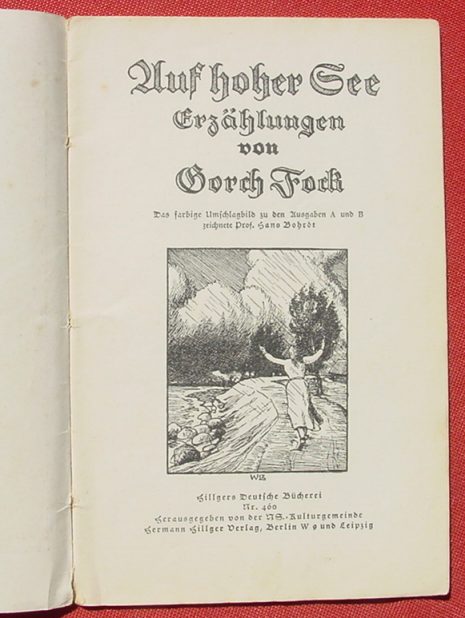 Auf hoher See
Erzählungen
von
Gorch Fock
Das farbige Umschlagbild zu den Ausgaben A und B
zeichnete Prof. Hans Bohrdt
WB
Hillgers Deutsche Bücherei
Nr. 460
Herausgegeben von der NS.-Kulturgemeinde
Hermann Hillger Verlag, Berlin W 9 und Leipzig